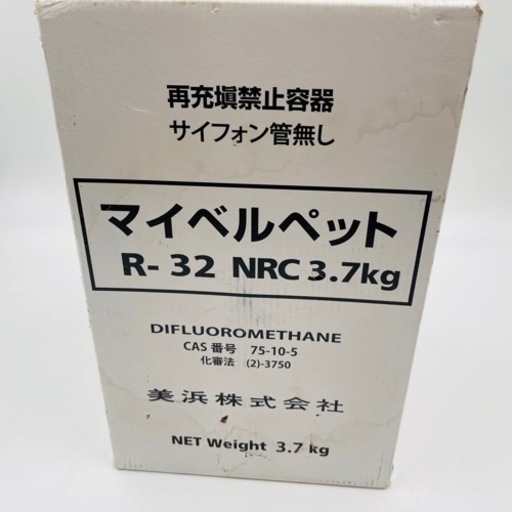 再充塡禁止容器
サイフォン管無し
マイベルペット
R- 32 NRC 3.7kg
DIFLUOROMETHANE
CAS 番号 75-10-5
化審法 (2)-3750
美浜株式会社
NET Weight 3.7 kg